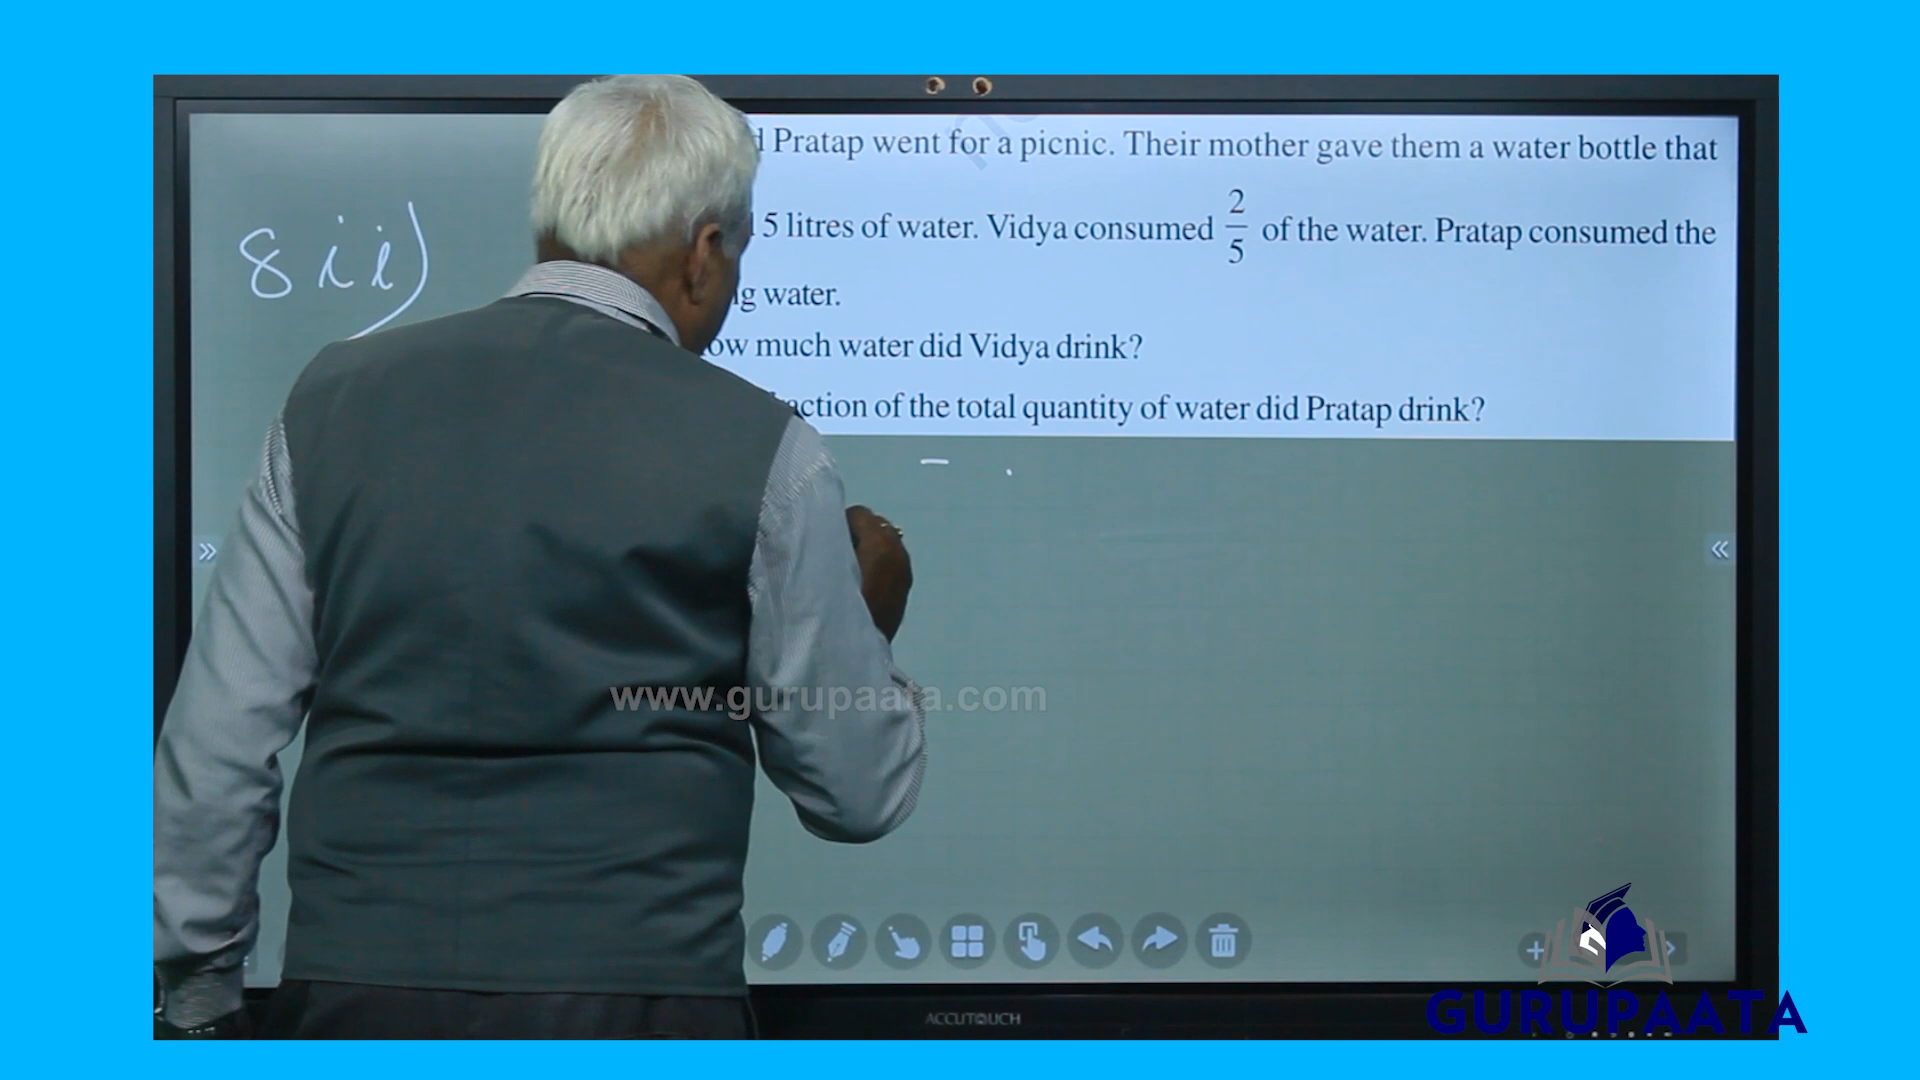 Pratap went for a picnic. Their mother gave them a water bottle that
8 ii)
5 litres of water. Vidya consumed 2/5 of the water. Pratap consumed the
water.
much water did Vidya drink?
of the total quantity of water did Pratap drink?
www.gurupaata.com
ACCUTOUCH
GURUPAATA